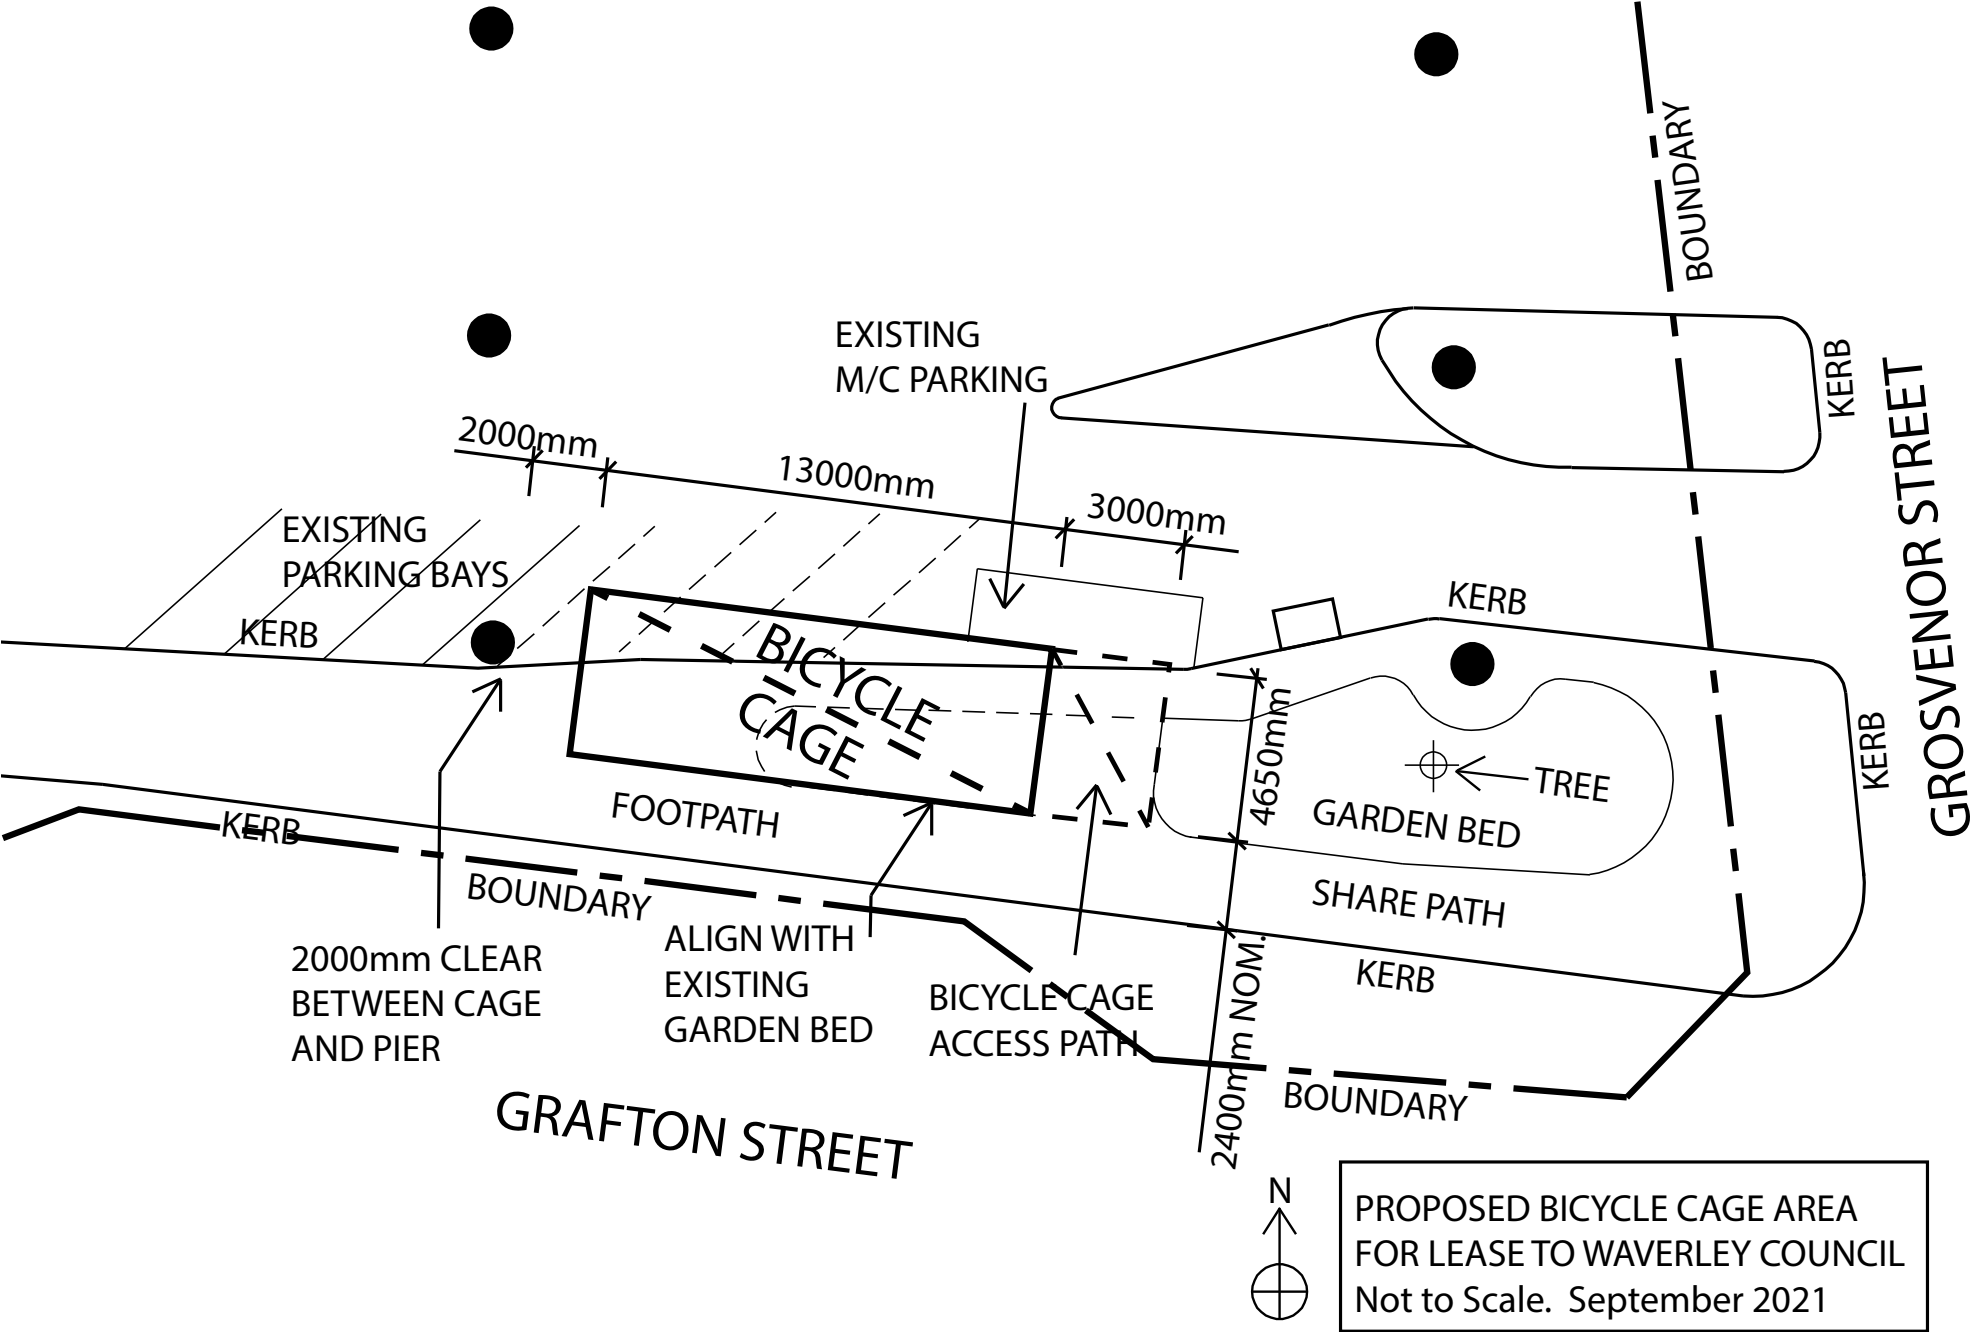 BOUNDARY
EXISTING
M/C PARKING
KERB
GROSVENOR STREET
2000mm
13000mm
3000mm
EXISTING
PARKING BAYS
KERB
KERB
BICYCLE
CAGE
4650mm
TREE
GARDEN BED
KERB
FOOTPATH
KERB
BOUNDARY
SHARE PATH
2000mm CLEAR
BETWEEN CAGE
AND PIER
ALIGN WITH
EXISTING
GARDEN BED
BICYCLE CAGE
ACCESS PATH
2400mm NOM.
KERB
BOUNDARY
GRAFTON STREET
N
PROPOSED BICYCLE CAGE AREA
FOR LEASE TO WAVERLEY COUNCIL
Not to Scale. September 2021